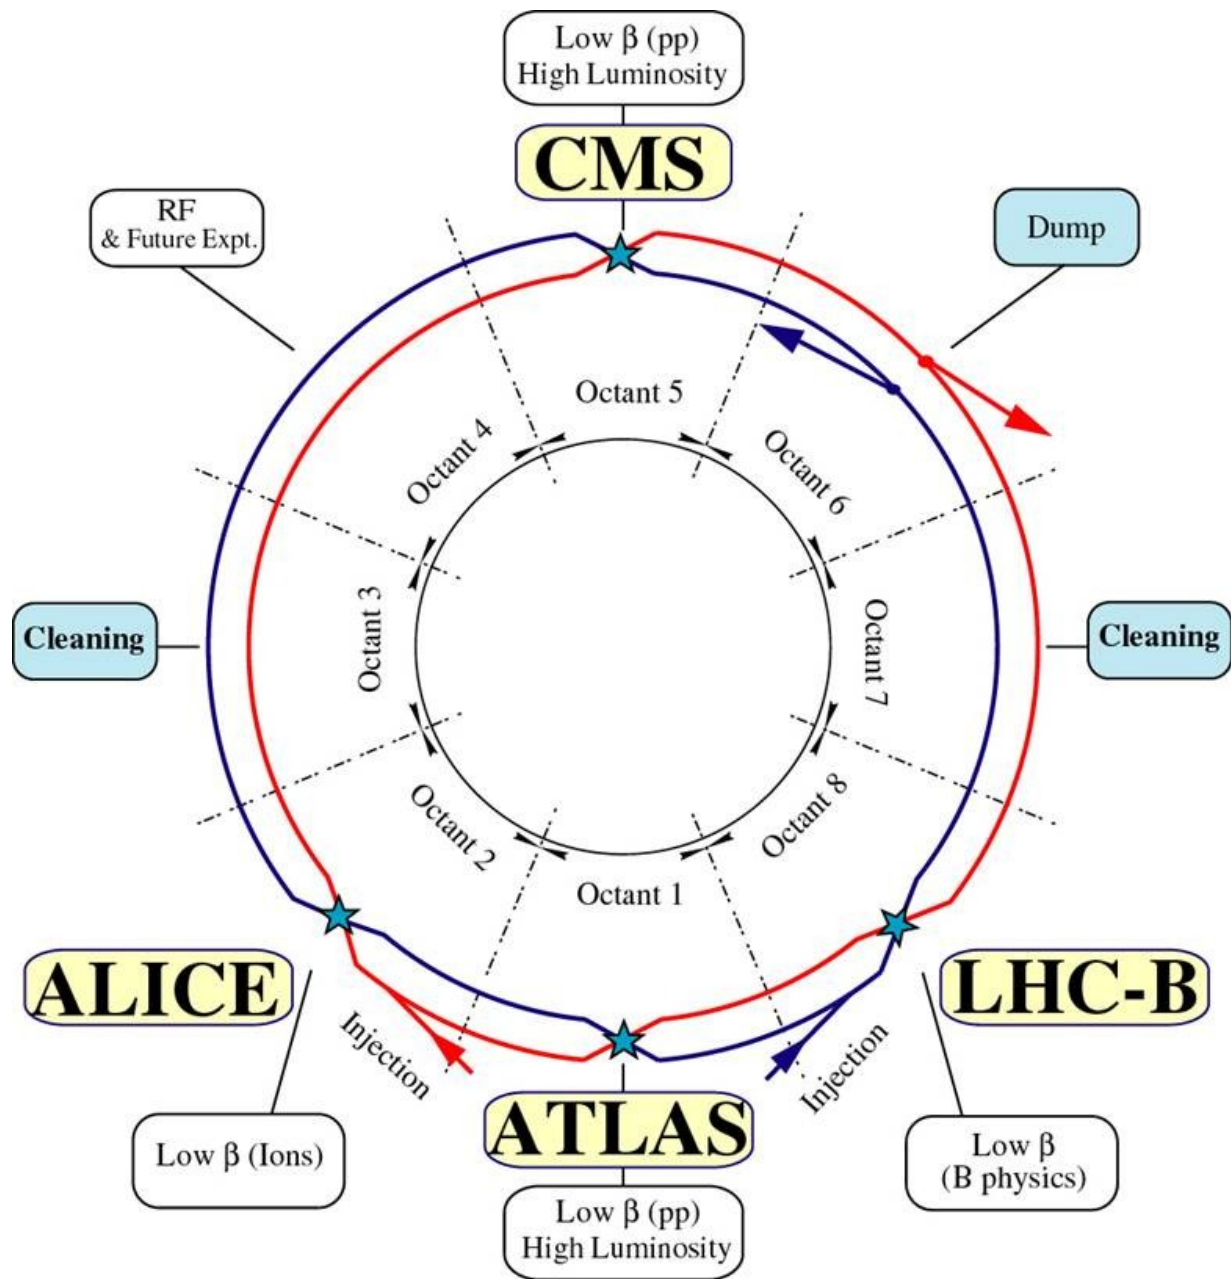 Low β (pp)
High Luminosity
CMS
RF
& Future Expt.
Dump
Octant 5
Octant 4
Octant 6
Cleaning
Octant 3
Octant 7
Cleaning
Octant 2
Octant 8
Octant 1
ALICE
LHC-B
Injection
Injection
ATLAS
Low β (Ions)
Low β
(B physics)
Low β (pp)
High Luminosity